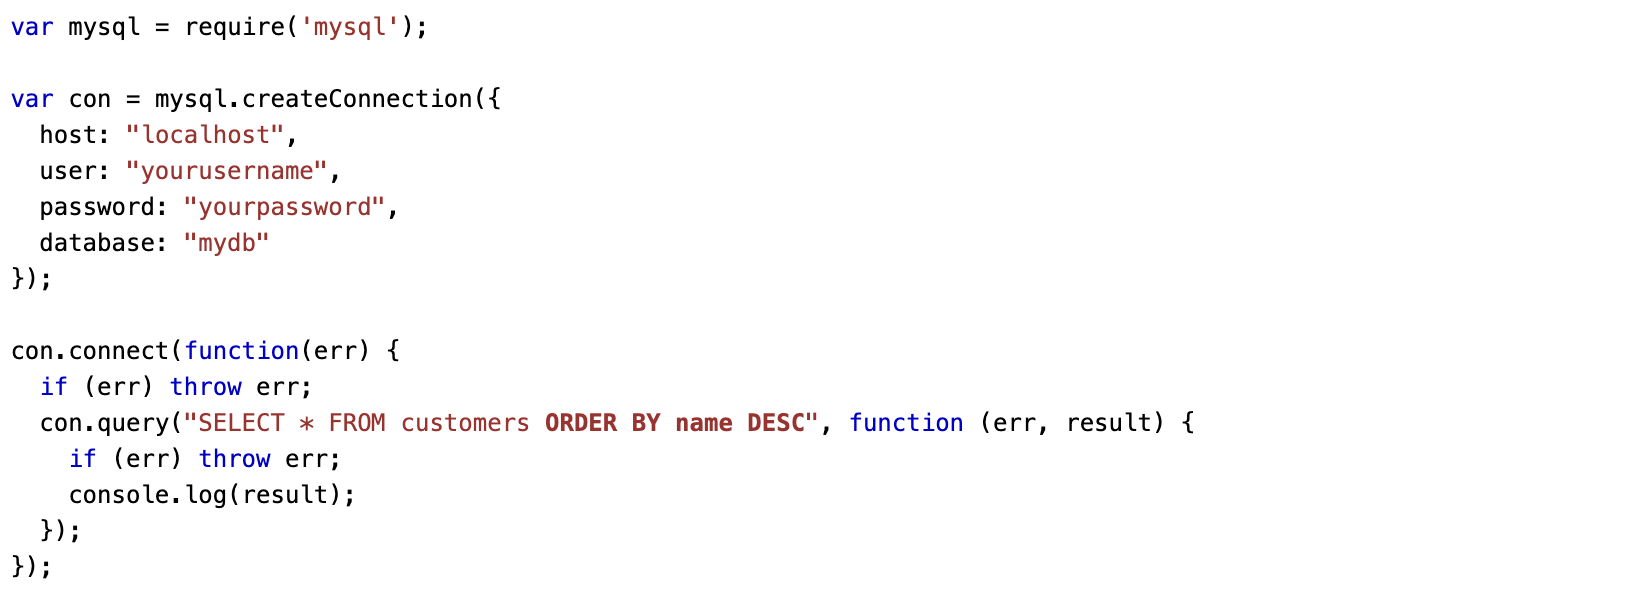 var mysql = require('mysql');

var con = mysql.createConnection({
  host: "localhost",
  user: "yourusername",
  password: "yourpassword",
  database: "mydb"
});

con.connect(function(err) {
  if (err) throw err;
  con.query("SELECT * FROM customers ORDER BY name DESC", function (err, result) {
    if (err) throw err;
    console.log(result);
  });
});